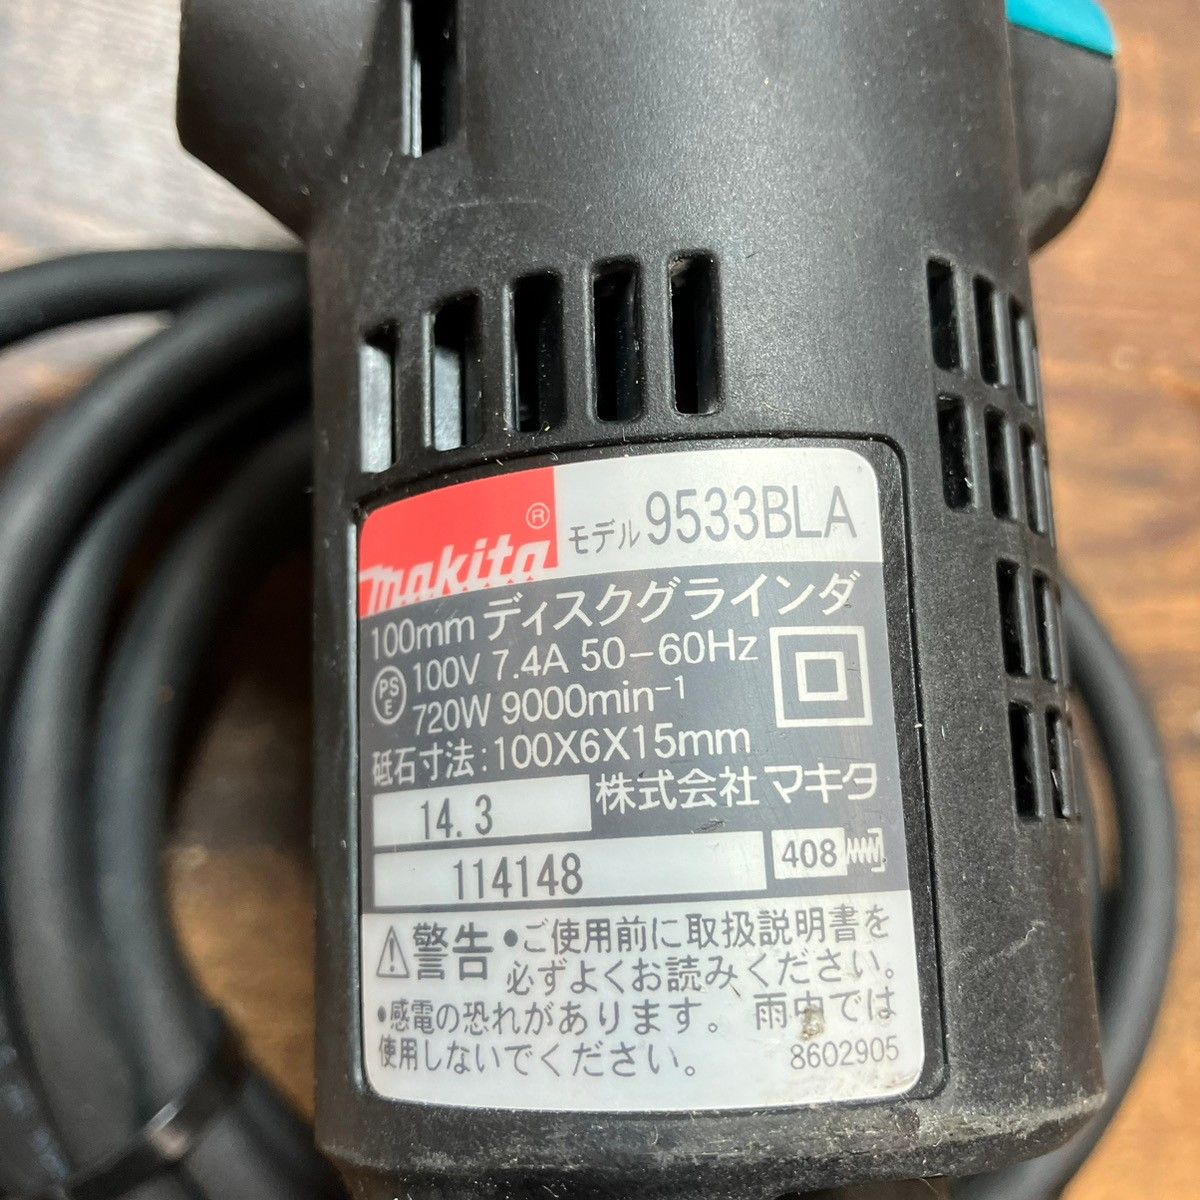 makita® モデル 9533BLA
100mm ディスクグラインダ
PS E 100V 7.4A 50-60Hz
720W 9000min⁻¹
砥石寸法:100X6X15mm
14.3 株式会社マキタ
114148 408
⚠警告 •ご使用前に取扱説明書を
必ずよくお読みください。
•感電の恐れがあります。 雨中では
使用しないでください。 8602905